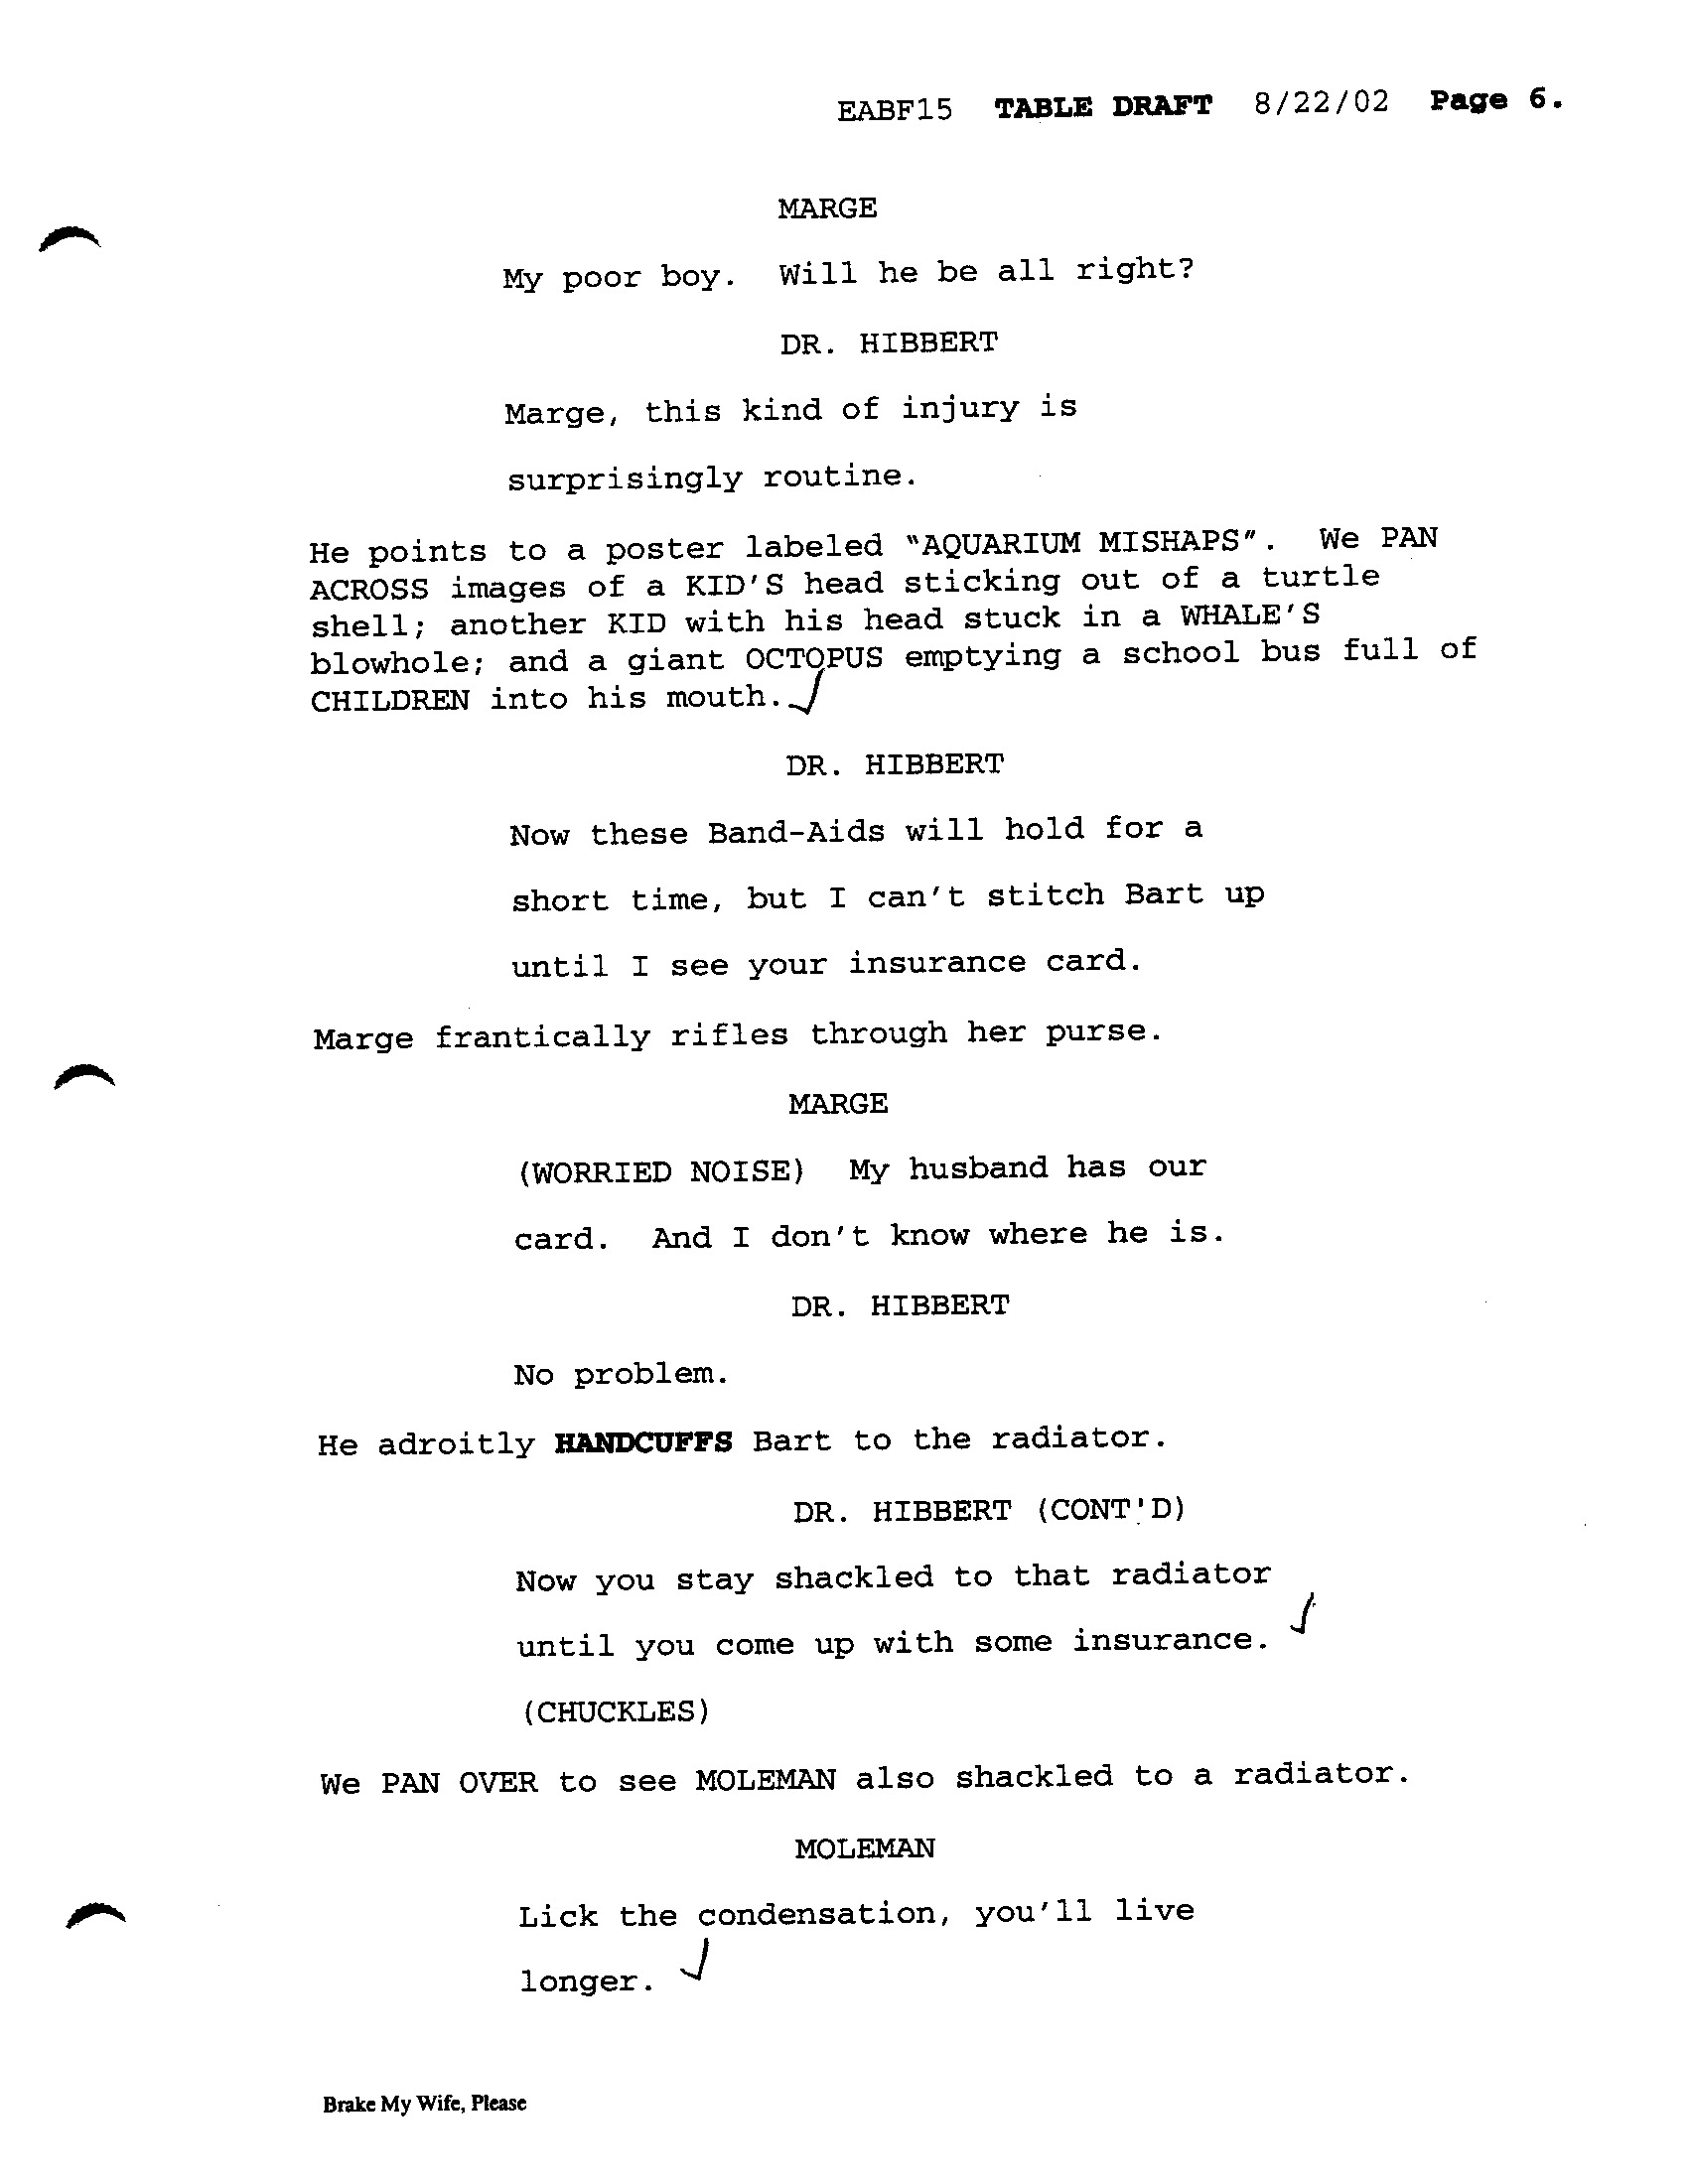 EABF15 TABLE DRAFT 8/22/02 Page 6.
MARGE
My poor boy. Will he be all right?
DR. HIBBERT
Marge, this kind of injury is
surprisingly routine.
He points to a poster labeled "AQUARIUM MISHAPS". We PAN
ACROSS images of a KID'S head sticking out of a turtle
shell; another KID with his head stuck in a WHALE'S
blowhole; and a giant OCTOPUS emptying a school bus full of
CHILDREN into his mouth.
DR. HIBBERT
Now these Band-Aids will hold for a
short time, but I can't stitch Bart up
until I see your insurance card.
Marge frantically rifles through her purse.
MARGE
(WORRIED NOISE) My husband has our
card. And I don't know where he is.
DR. HIBBERT
No problem.
He adroitly HANDCUFFS Bart to the radiator.
DR. HIBBERT (CONT'D)
Now you stay shackled to that radiator
until you come up with some insurance.
(CHUCKLES)
We PAN OVER to see MOLEMAN also shackled to a radiator.
MOLEMAN
Lick the condensation, you'll live
longer.
Brake My Wife, Please